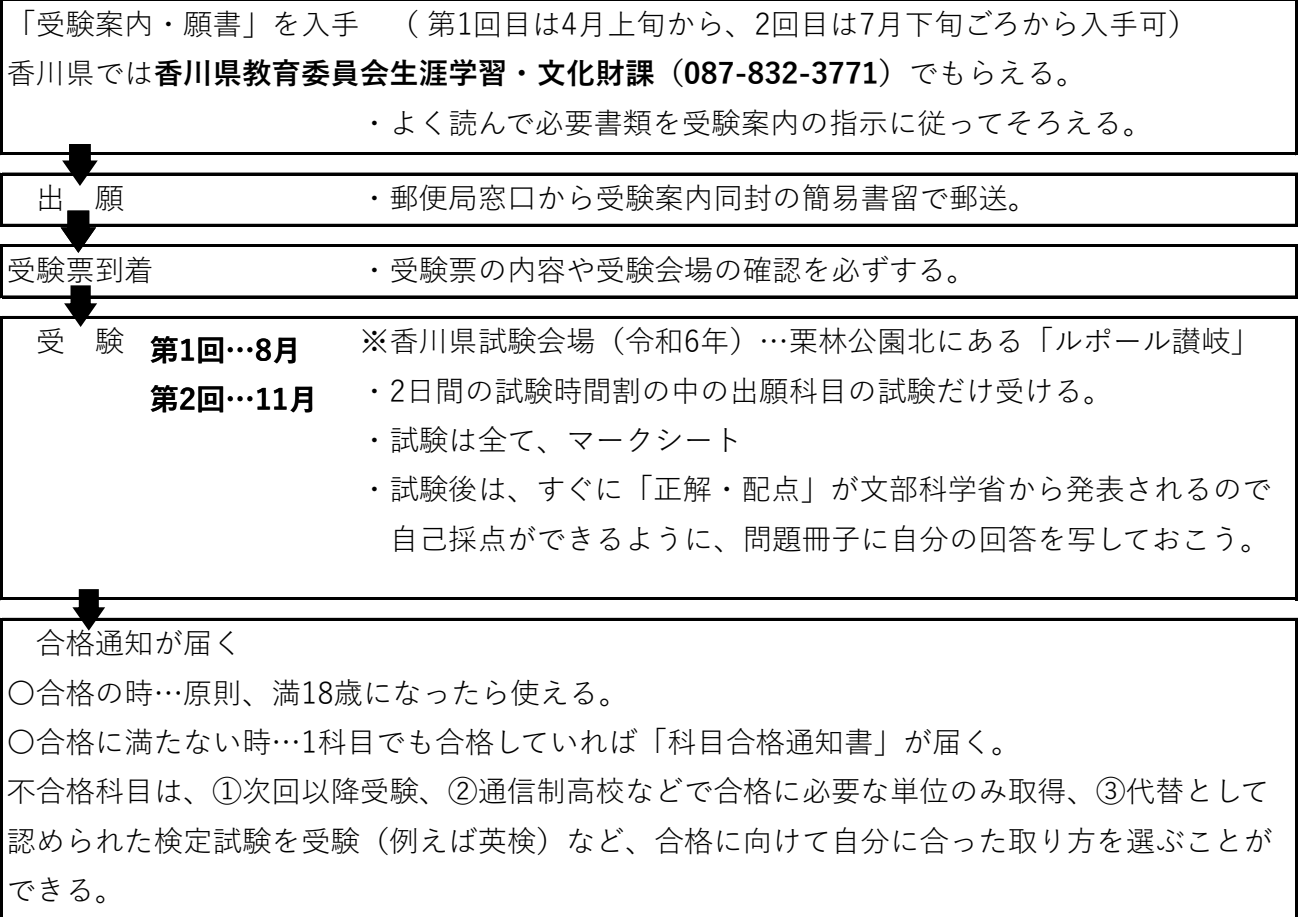 「受験案内・願書」を入手　（ 第1回目は4月上旬から、2回目は7月下旬ごろから入手可）
香川県では香川県教育委員会生涯学習・文化財課（087-832-3771）でもらえる。
・よく読んで必要書類を受験案内の指示に従ってそろえる。
出　願　・郵便局窓口から受験案内同封の簡易書留で郵送。
受験票到着　・受験票の内容や受験会場の確認を必ずする。
受　験　第1回…8月　※香川県試験会場（令和6年）…栗林公園北にある「ルポール讃岐」
第2回…11月　・2日間の試験時間割の中の出願科目の試験だけ受ける。
・試験は全て、マークシート
・試験後は、すぐに「正解・配点」が文部科学省から発表されるので
自己採点ができるように、問題冊子に自分の回答を写しておこう。
合格通知が届く
〇合格の時…原則、満18歳になったら使える。
〇合格に満たない時…1科目でも合格していれば「科目合格通知書」が届く。
不合格科目は、①次回以降受験、②通信制高校などで合格に必要な単位のみ取得、③代替として
認められた検定試験を受験（例えば英検）など、合格に向けて自分に合った取り方を選ぶことが
できる。